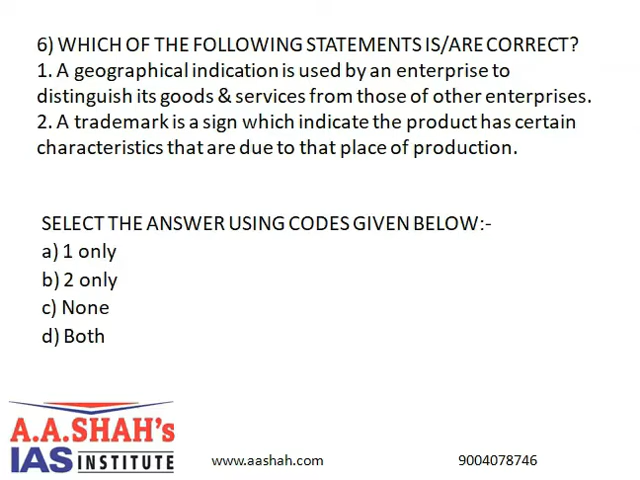 6) WHICH OF THE FOLLOWING STATEMENTS IS/ARE CORRECT?
1. A geographical indication is used by an enterprise to
distinguish its goods & services from those of other enterprises.
2. A trademark is a sign which indicate the product has certain
characteristics that are due to that place of production.
SELECT THE ANSWER USING CODES GIVEN BELOW:-
a) 1 only
b) 2 only
c) None
d) Both
A.A.SHAH's
IAS INSTITUTE
www.aashah.com 9004078746